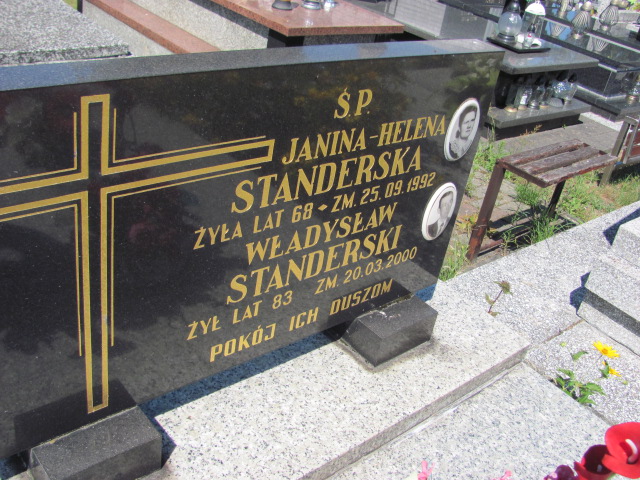 Ś.P.
JANINA-HELENA
STANDERSKA
ŻYŁA LAT 68 • ZM. 25.09.1992
WŁADYSŁAW
STANDERSKI
ŻYŁ LAT 83 ZM. 20.03.2000
POKÓJ ICH DUSZOM